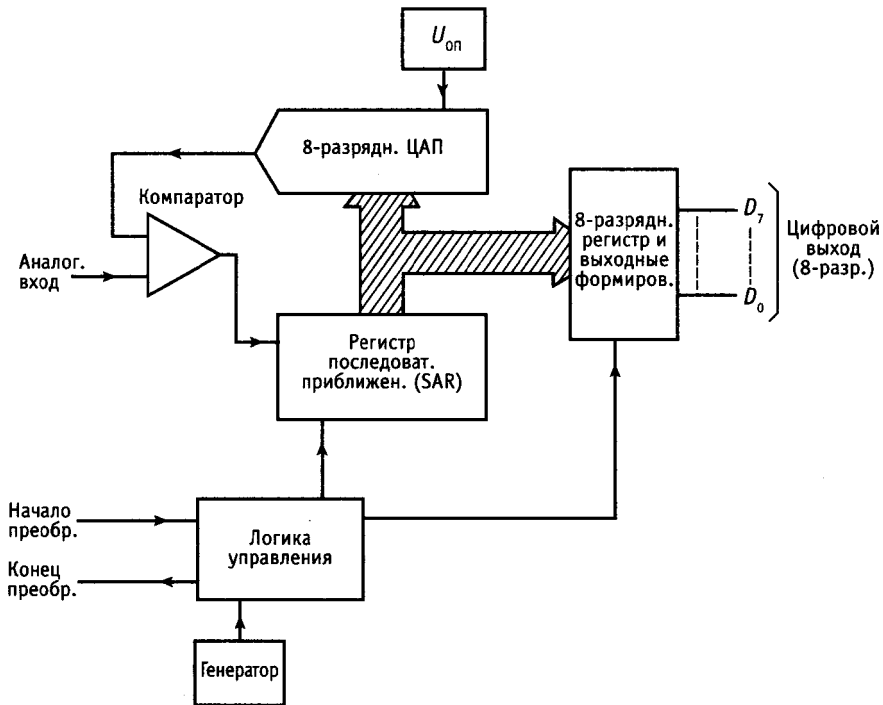 Uоп
8-разрядн. ЦАП
Компаратор
Аналог.
вход
8-разрядн.
регистр и
выходные
формиров.
D7
D0
Цифровой
выход
(8-разр.)
Регистр
последоват.
приближен. (SAR)
Начало
преобр.
Конец
преобр.
Логика
управления
Генератор